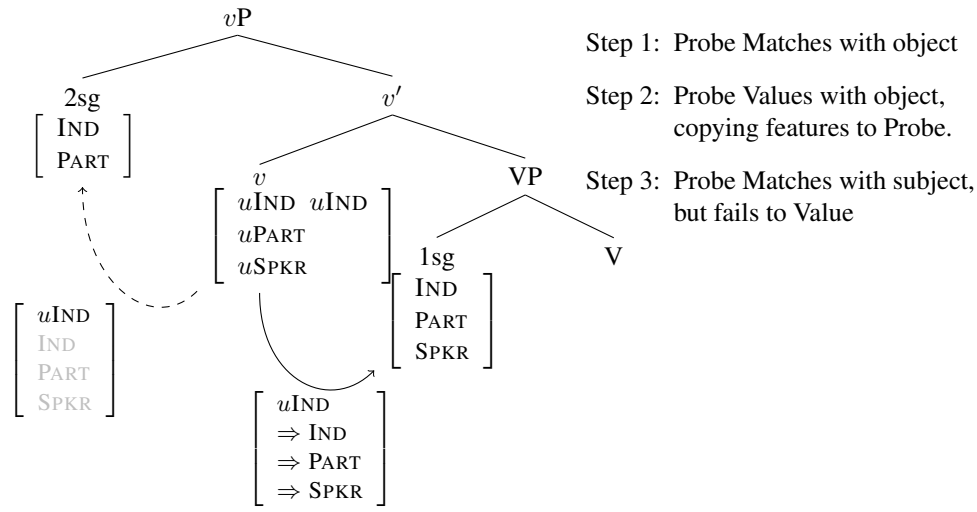 vP
Step 1: Probe Matches with object
2sg
[ IND
PART ]
v′
Step 2: Probe Values with object,
copying features to Probe.
v
[ uIND uIND
uPART
uSPKR ]
VP
Step 3: Probe Matches with subject,
but fails to Value
1sg
[ IND
PART
SPKR ]
V
[ uIND
IND
PART
SPKR ]
[ uIND
⇒ IND
⇒ PART
⇒ SPKR ]